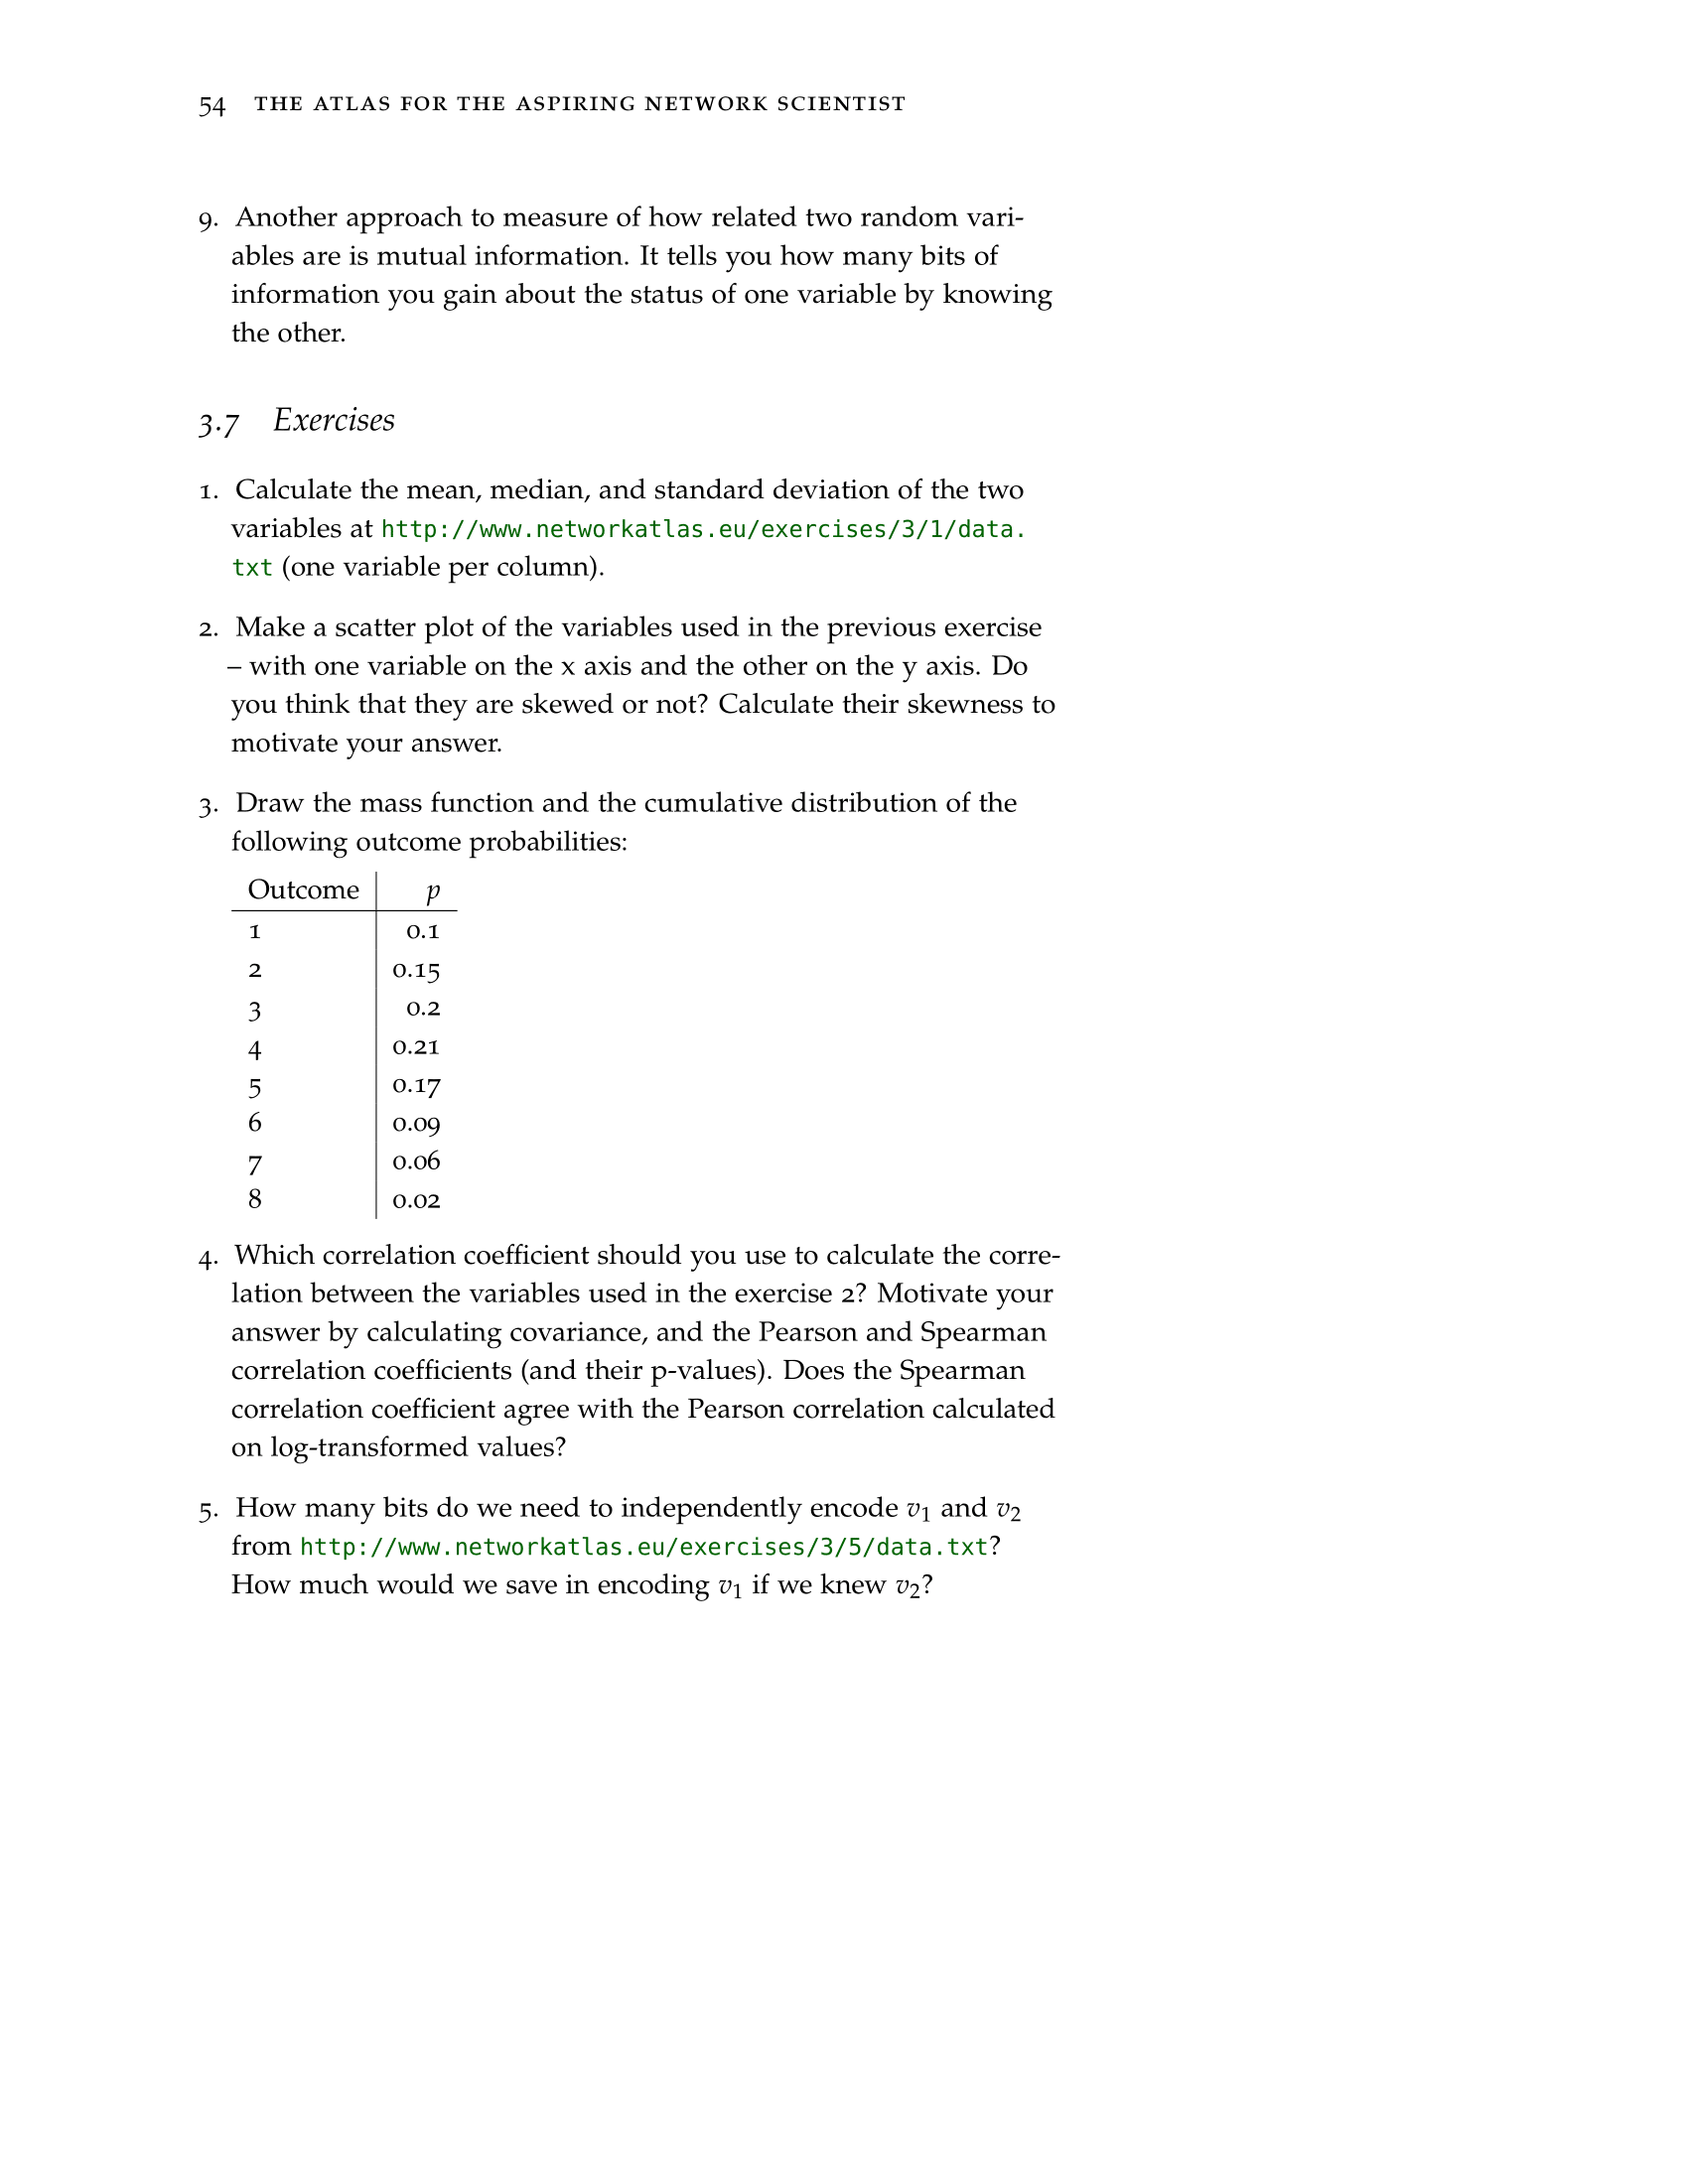 54 THE ATLAS FOR THE ASPIRING NETWORK SCIENTIST
9. Another approach to measure of how related two random vari-
ables are is mutual information. It tells you how many bits of
information you gain about the status of one variable by knowing
the other.
3.7 Exercises
1. Calculate the mean, median, and standard deviation of the two
variables at http://www.networkatlas.eu/exercises/3/1/data.
txt (one variable per column).
2. Make a scatter plot of the variables used in the previous exercise
– with one variable on the x axis and the other on the y axis. Do
you think that they are skewed or not? Calculate their skewness to
motivate your answer.
3. Draw the mass function and the cumulative distribution of the
following outcome probabilities:
Outcome p
1 0.1
2 0.15
3 0.2
4 0.21
5 0.17
6 0.09
7 0.06
8 0.02
4. Which correlation coefficient should you use to calculate the corre-
lation between the variables used in the exercise 2? Motivate your
answer by calculating covariance, and the Pearson and Spearman
correlation coefficients (and their p-values). Does the Spearman
correlation coefficient agree with the Pearson correlation calculated
on log-transformed values?
5. How many bits do we need to independently encode v₁ and v₂
from http://www.networkatlas.eu/exercises/3/5/data.txt?
How much would we save in encoding v₁ if we knew v₂?